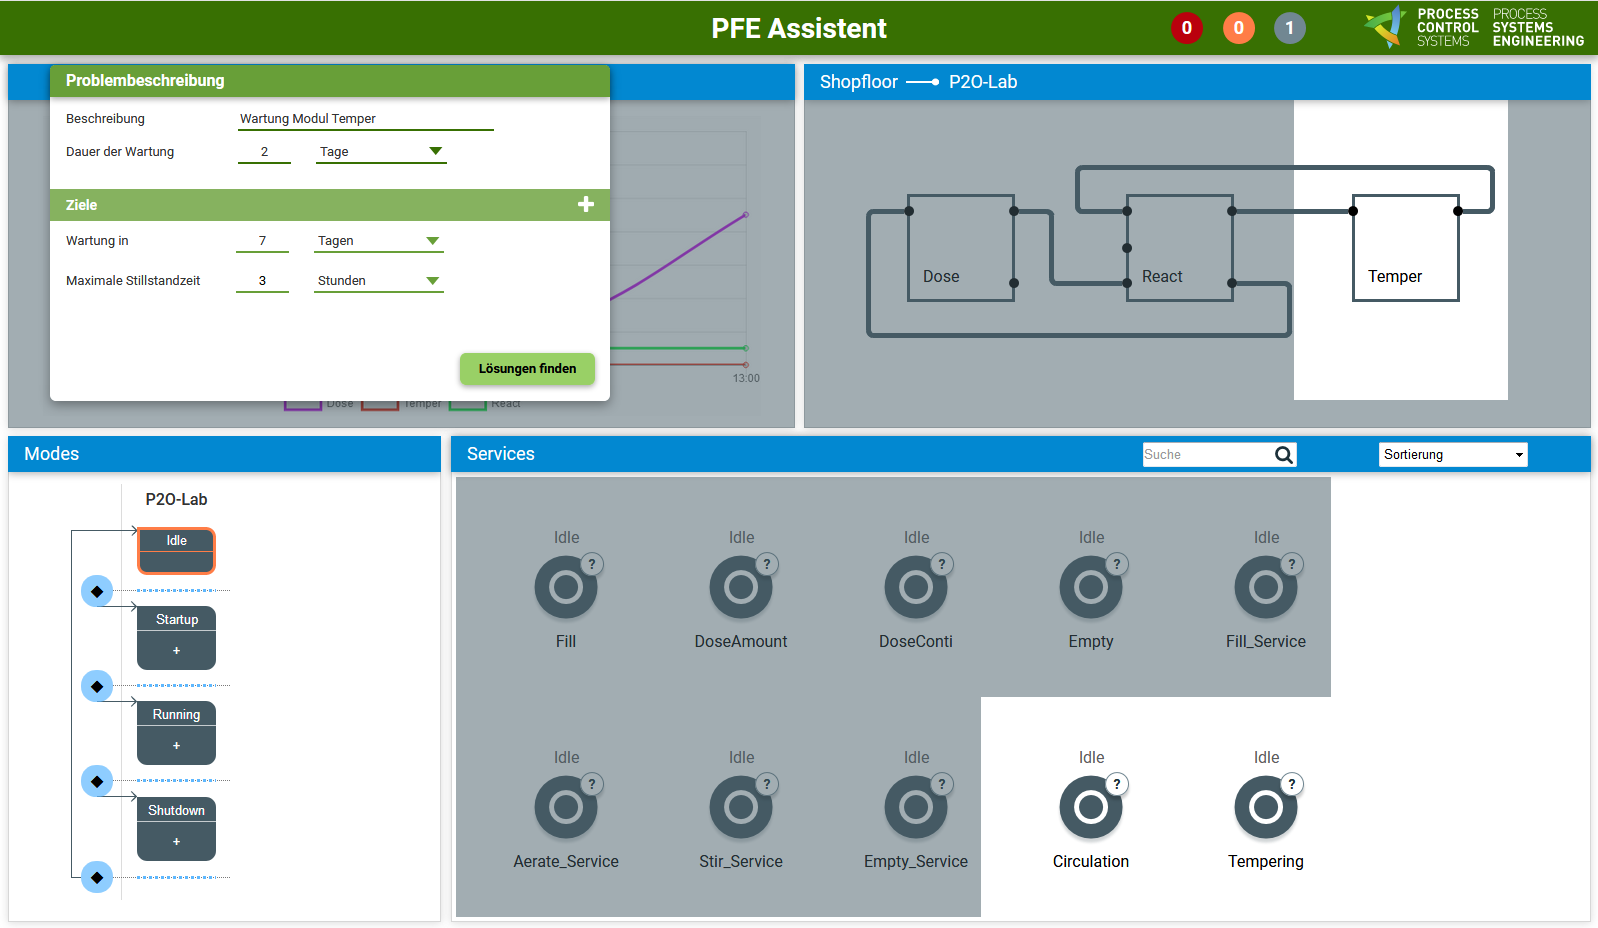 PFE Assistent
0
0
1
PROCESS CONTROL SYSTEMS
PROCESS SYSTEMS ENGINEERING
Problembeschreibung
Beschreibung
Wartung Modul Temper
Dauer der Wartung
2
Tage
Ziele
+
Wartung in
7
Tagen
Maximale Stillstandzeit
3
Stunden
Lösungen finden
13:00
Dose
Temper
React
Shopfloor
P2O-Lab
Dose
React
Temper
Modes
P2O-Lab
Idle
Startup
+
Running
+
Shutdown
+
Services
Suche
Sortierung
Idle
?
Fill
Idle
?
DoseAmount
Idle
?
DoseConti
Idle
?
Empty
Idle
?
Fill_Service
Idle
?
Aerate_Service
Idle
?
Stir_Service
Idle
?
Empty_Service
Idle
?
Circulation
Idle
?
Tempering